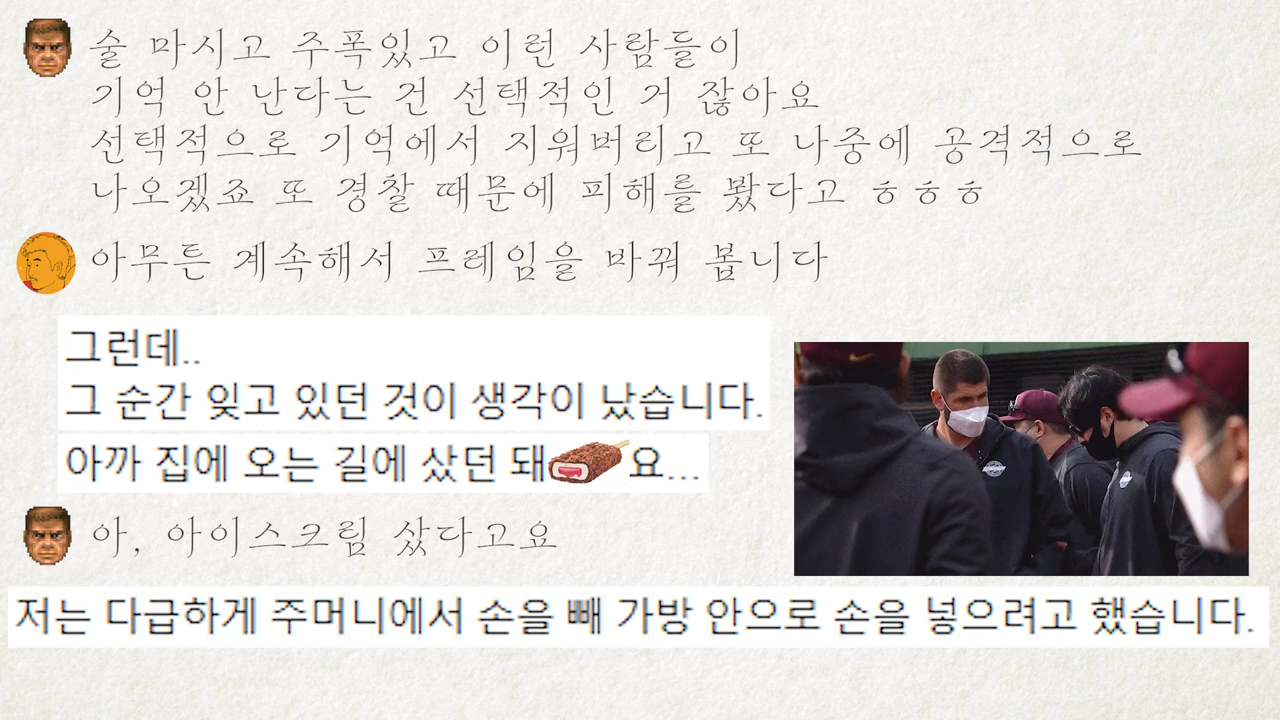 술 마시고 주폭있고 이런 사람들이
기억 안 난다는 건 선택적인 거 잖아요
선택적으로 기억에서 지워버리고 또 나중에 공격적으로
나오겠죠 또 경찰 때문에 피해를 봤다고 ㅎㅎㅎ
아무튼 계속해서 프레임을 바꿔 봅니다
그런데..
그 순간 잊고 있던 것이 생각이 났습니다.
아까 집에 오는 길에 샀던 돼 요...
아, 아이스크림 샀다고요
저는 다급하게 주머니에서 손을 빼 가방 안으로 손을 넣으려고 했습니다.